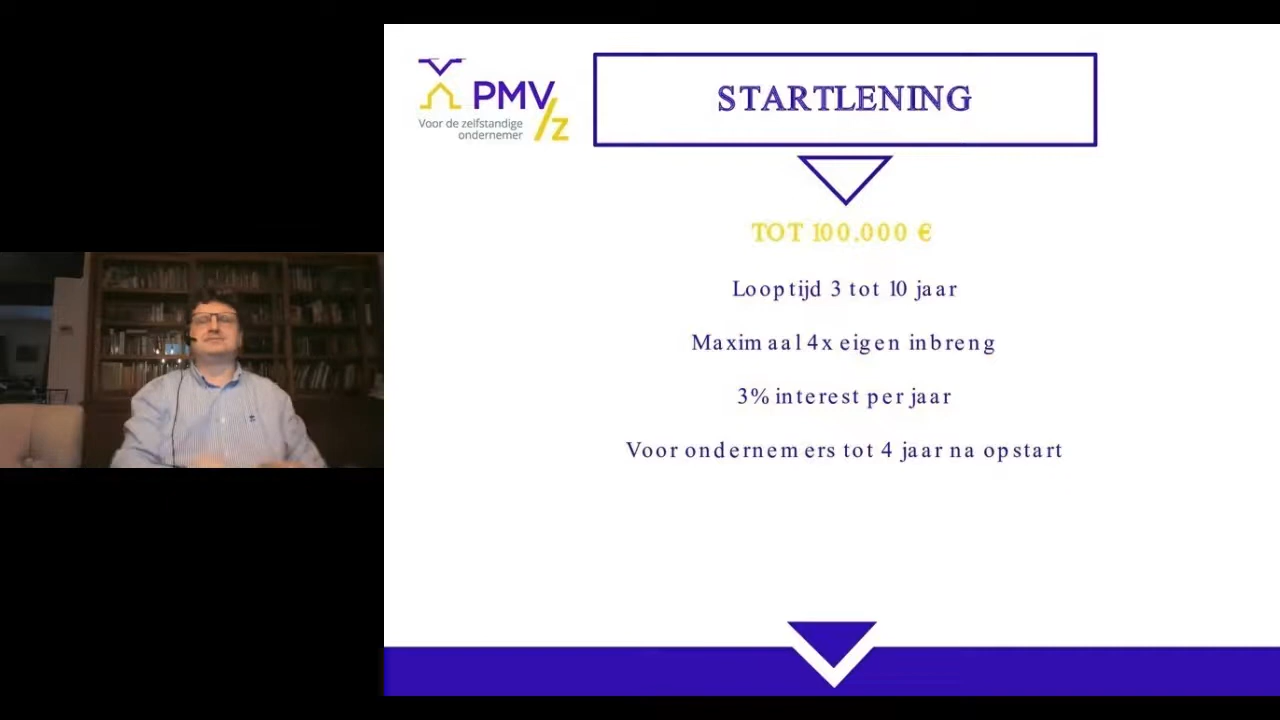 PMV
/z
Voor de zelfstandige
ondernemer
STARTLENING
TOT 100.000 €
Looptijd 3 tot 10 jaar
Maximaal 4x eigen inbreng
3% interest per jaar
Voor ondernemers tot 4 jaar na opstart